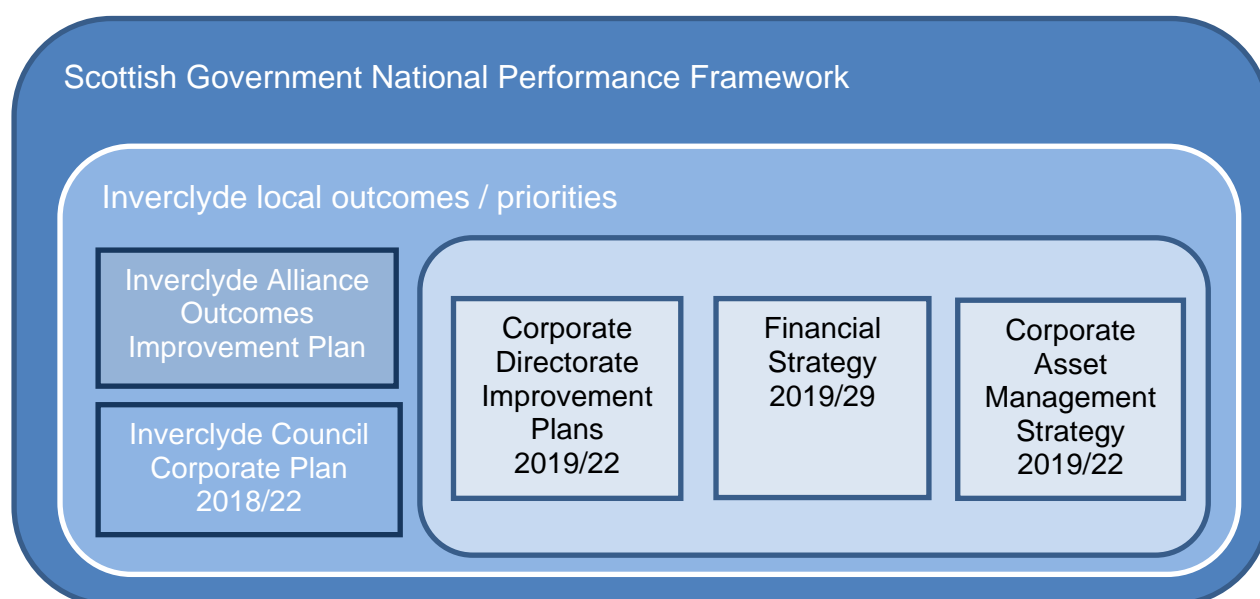 Scottish Government National Performance Framework
Inverclyde local outcomes / priorities
Inverclyde Alliance
Outcomes
Improvement Plan
Inverclyde Council
Corporate Plan
2018/22
Corporate
Directorate
Improvement
Plans
2019/22
Financial
Strategy
2019/29
Corporate
Asset
Management
Strategy
2019/22